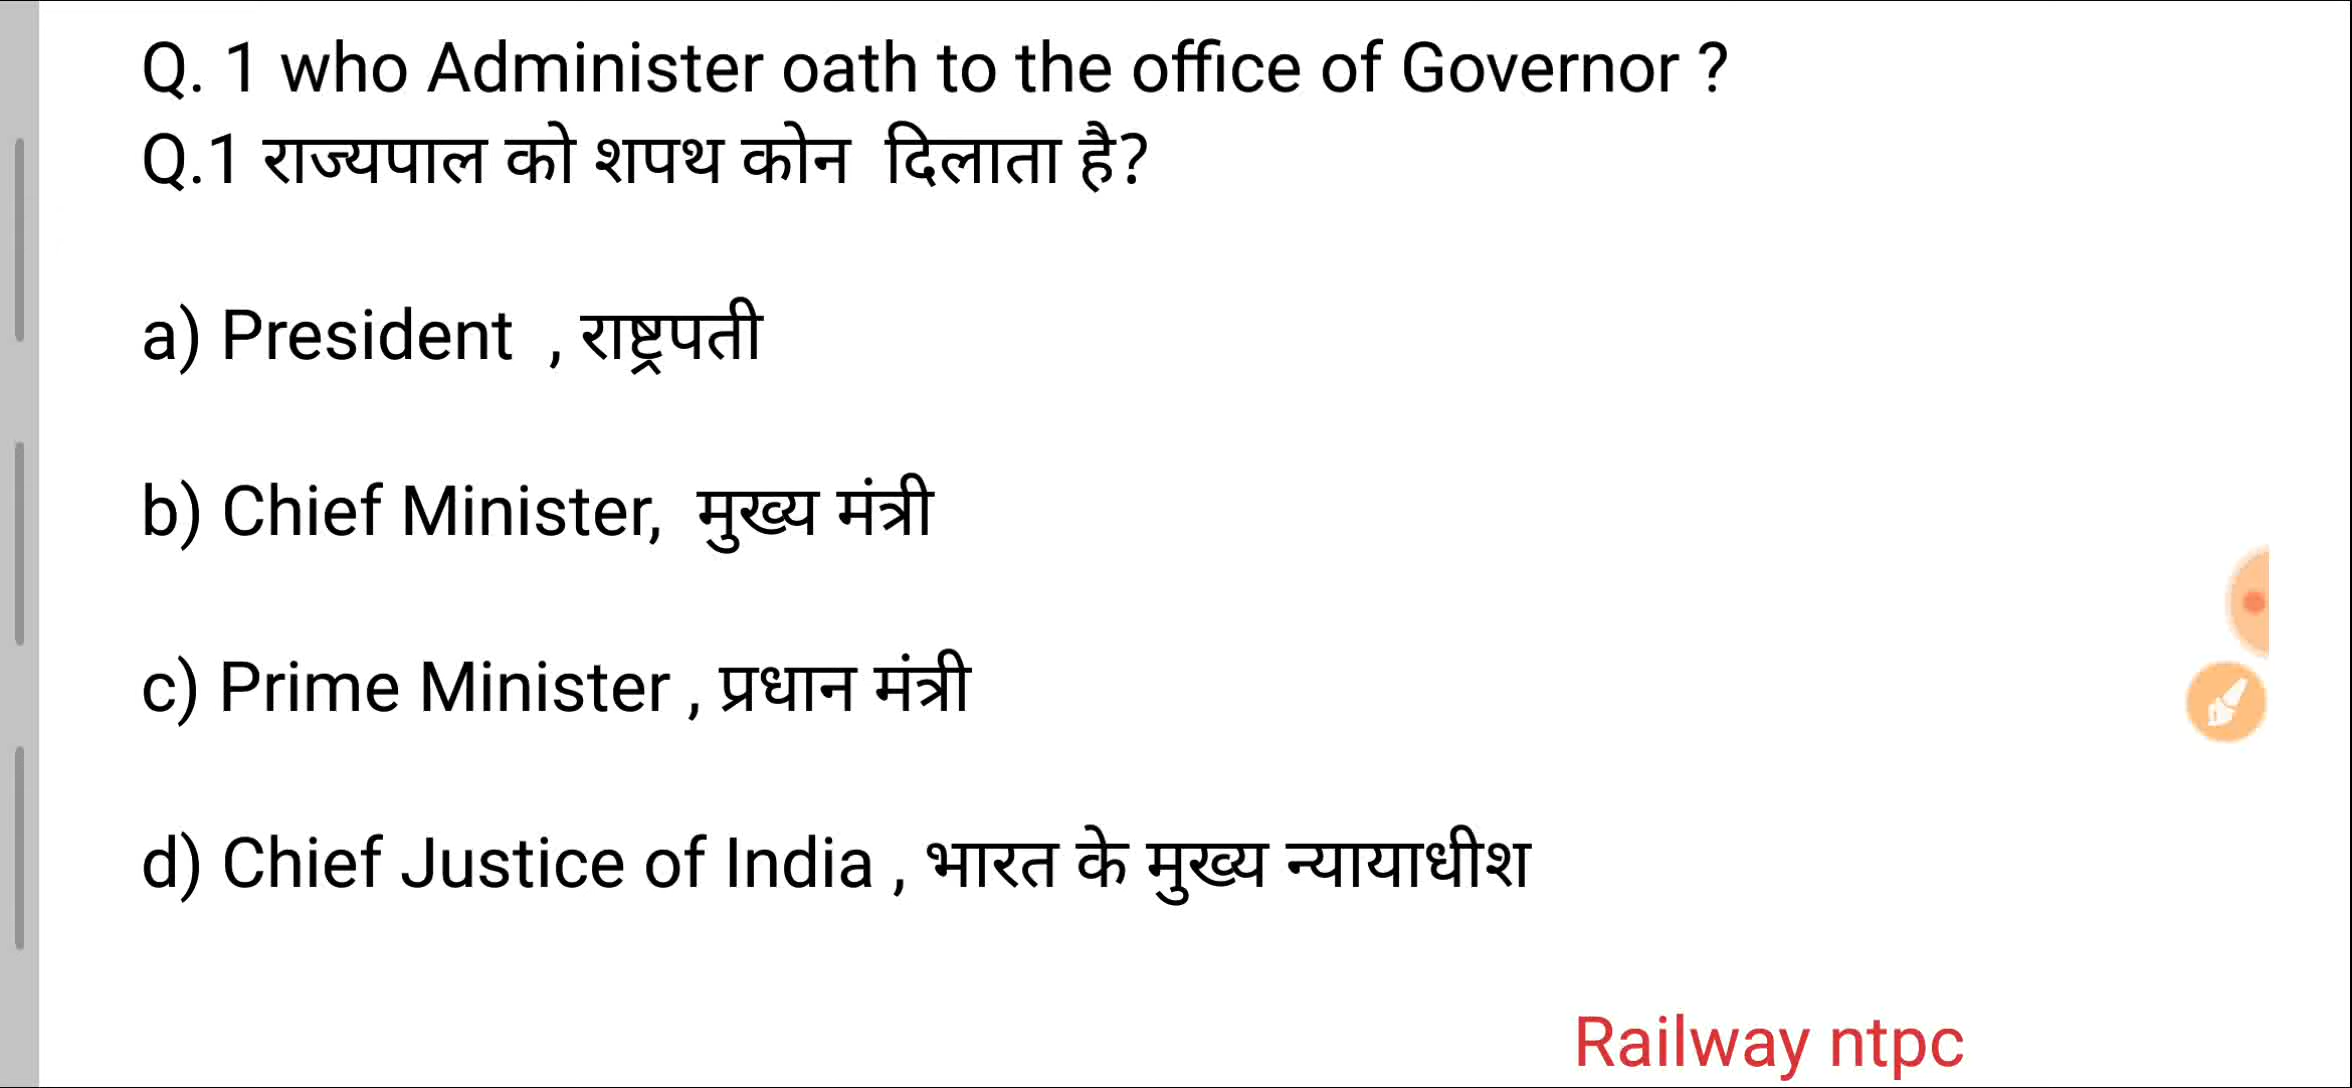 Q. 1 who Administer oath to the office of Governor ?
Q.1 राज्यपाल को शपथ कोन दिलाता है?
a) President , राष्ट्रपती
b) Chief Minister, मुख्य मंत्री
c) Prime Minister , प्रधान मंत्री
d) Chief Justice of India , भारत के मुख्य न्यायाधीश
Railway ntpc